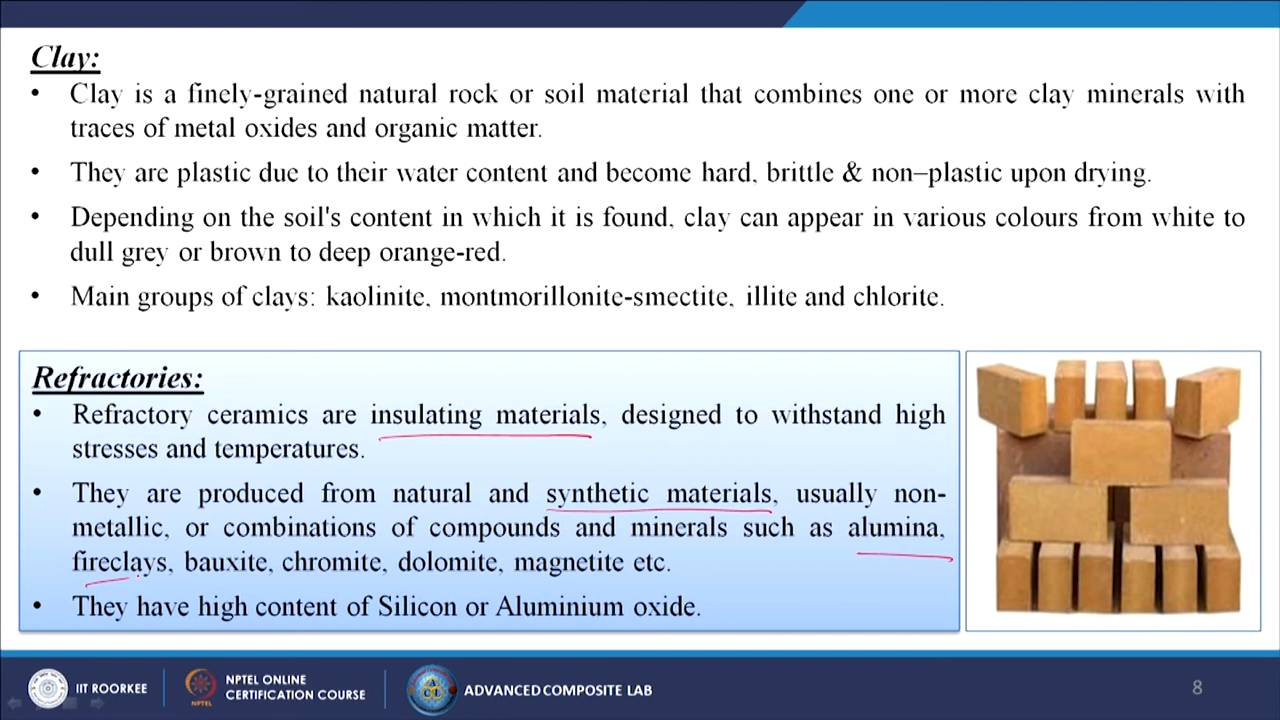 Clay:
• Clay is a finely-grained natural rock or soil material that combines one or more clay minerals with
traces of metal oxides and organic matter.
• They are plastic due to their water content and become hard, brittle & non–plastic upon drying.
• Depending on the soil's content in which it is found, clay can appear in various colours from white to
dull grey or brown to deep orange-red.
• Main groups of clays: kaolinite, montmorillonite-smectite, illite and chlorite.
Refractories:
• Refractory ceramics are insulating materials, designed to withstand high
stresses and temperatures.
• They are produced from natural and synthetic materials, usually non-
metallic, or combinations of compounds and minerals such as alumina,
fireclays, bauxite, chromite, dolomite, magnetite etc.
• They have high content of Silicon or Aluminium oxide.
IIT ROORKEE
NPTEL
NPTEL ONLINE
CERTIFICATION COURSE
ADVANCED COMPOSITE LAB
8